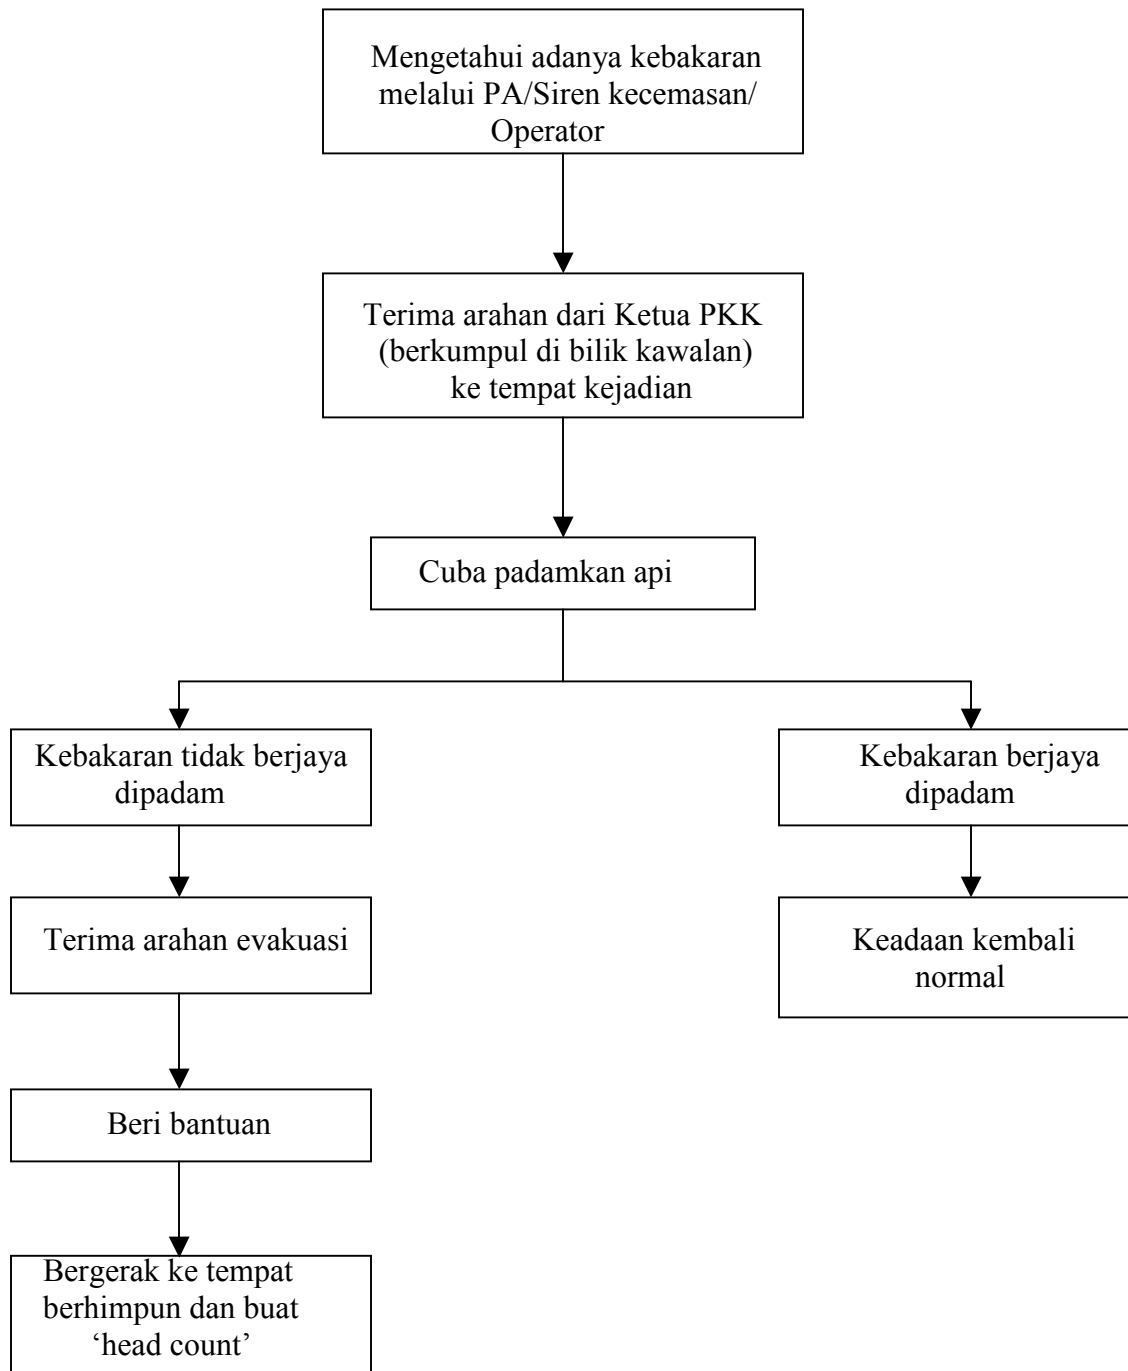 Mengetahui adanya kebakaran
melalui PA/Siren kecemasan/
Operator
Terima arahan dari Ketua PKK
(berkumpul di bilik kawalan)
ke tempat kejadian
Cuba padamkan api
Kebakaran tidak berjaya
dipadam
Kebakaran berjaya
dipadam
Terima arahan evakuasi
Keadaan kembali
normal
Beri bantuan
Bergerak ke tempat
berhimpun dan buat
‘head count’